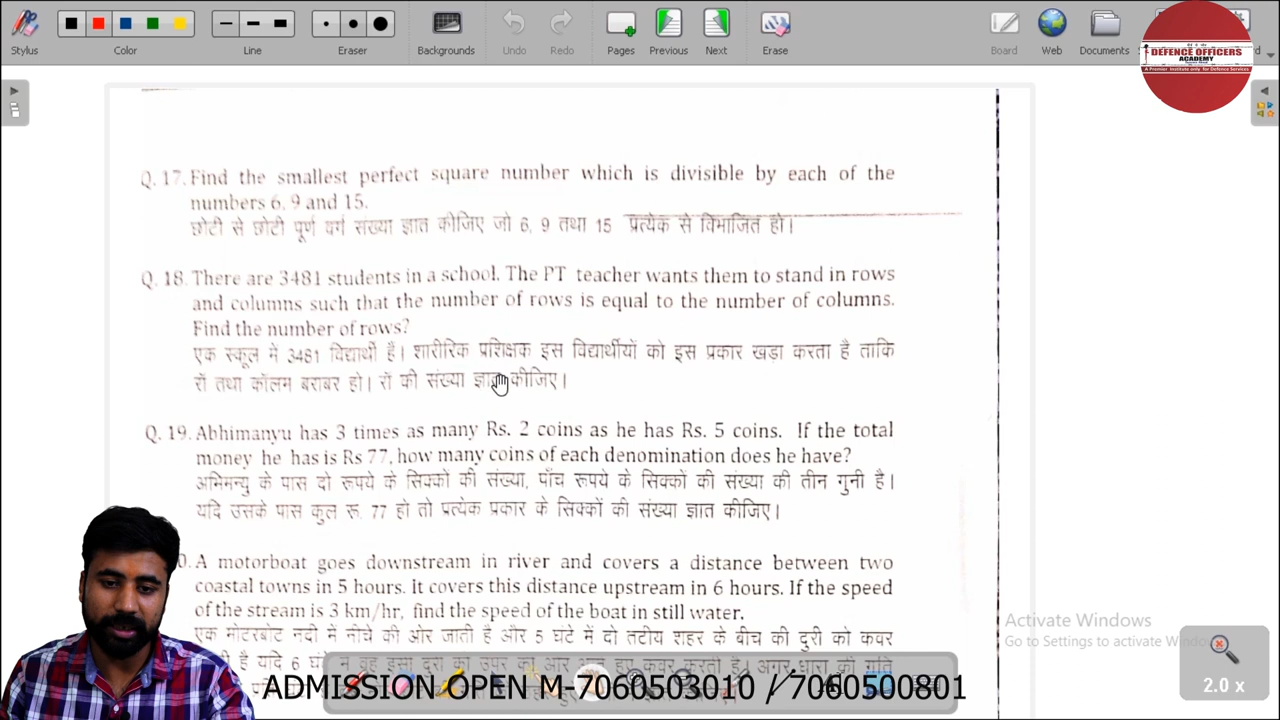 Stylus
Color
Line
Eraser
Backgrounds
Undo
Redo
Pages
Previous
Next
Erase
Board
Web
Documents
DEFENCE OFFICERS
ACADEMY
A Premier Institute only for Defence Services
Q. 17. Find the smallest perfect square number which is divisible by each of the
numbers 6, 9 and 15.
छोटी से छोटी पूर्ण वर्ग संख्या ज्ञात कीजिए जो 6, 9 तथा 15 प्रत्येक से विभाजित हो।
Q. 18. There are 3481 students in a school. The PT teacher wants them to stand in rows
and columns such that the number of rows is equal to the number of columns.
Find the number of rows?
एक स्कूल मे 3481 विद्यार्थी है। शारीरिक प्रशिक्षक इस विद्यार्थीयों को इस प्रकार खड़ा करता है ताकि
रॉ तथा कॉलम बराबर हो। रॉ की संख्या ज्ञात कीजिए।
Q. 19. Abhimanyu has 3 times as many Rs. 2 coins as he has Rs. 5 coins. If the total
money he has is Rs 77, how many coins of each denomination does he have?
अभिमन्यु के पास दो रूपये के सिक्कों की संख्या, पाँच रूपये के सिक्कों की संख्या की तीन गुनी है।
यदि उसके पास कुल रू. 77 हो तो प्रत्येक प्रकार के सिक्कों की संख्या ज्ञात कीजिए।
0. A motorboat goes downstream in river and covers a distance between two
coastal towns in 5 hours. It covers this distance upstream in 6 hours. If the speed
of the stream is 3 km/hr, find the speed of the boat in still water.
एक मोटरबोट नदी में नीचे की ओर जाती है और 5 घंटे में दो तटीय शहर के बीच की दूरी को कवर
है यदि 6
Activate Windows
Go to Settings to activate
2.0 x
ADMISSION OPEN M-7060503010 / 7060500801